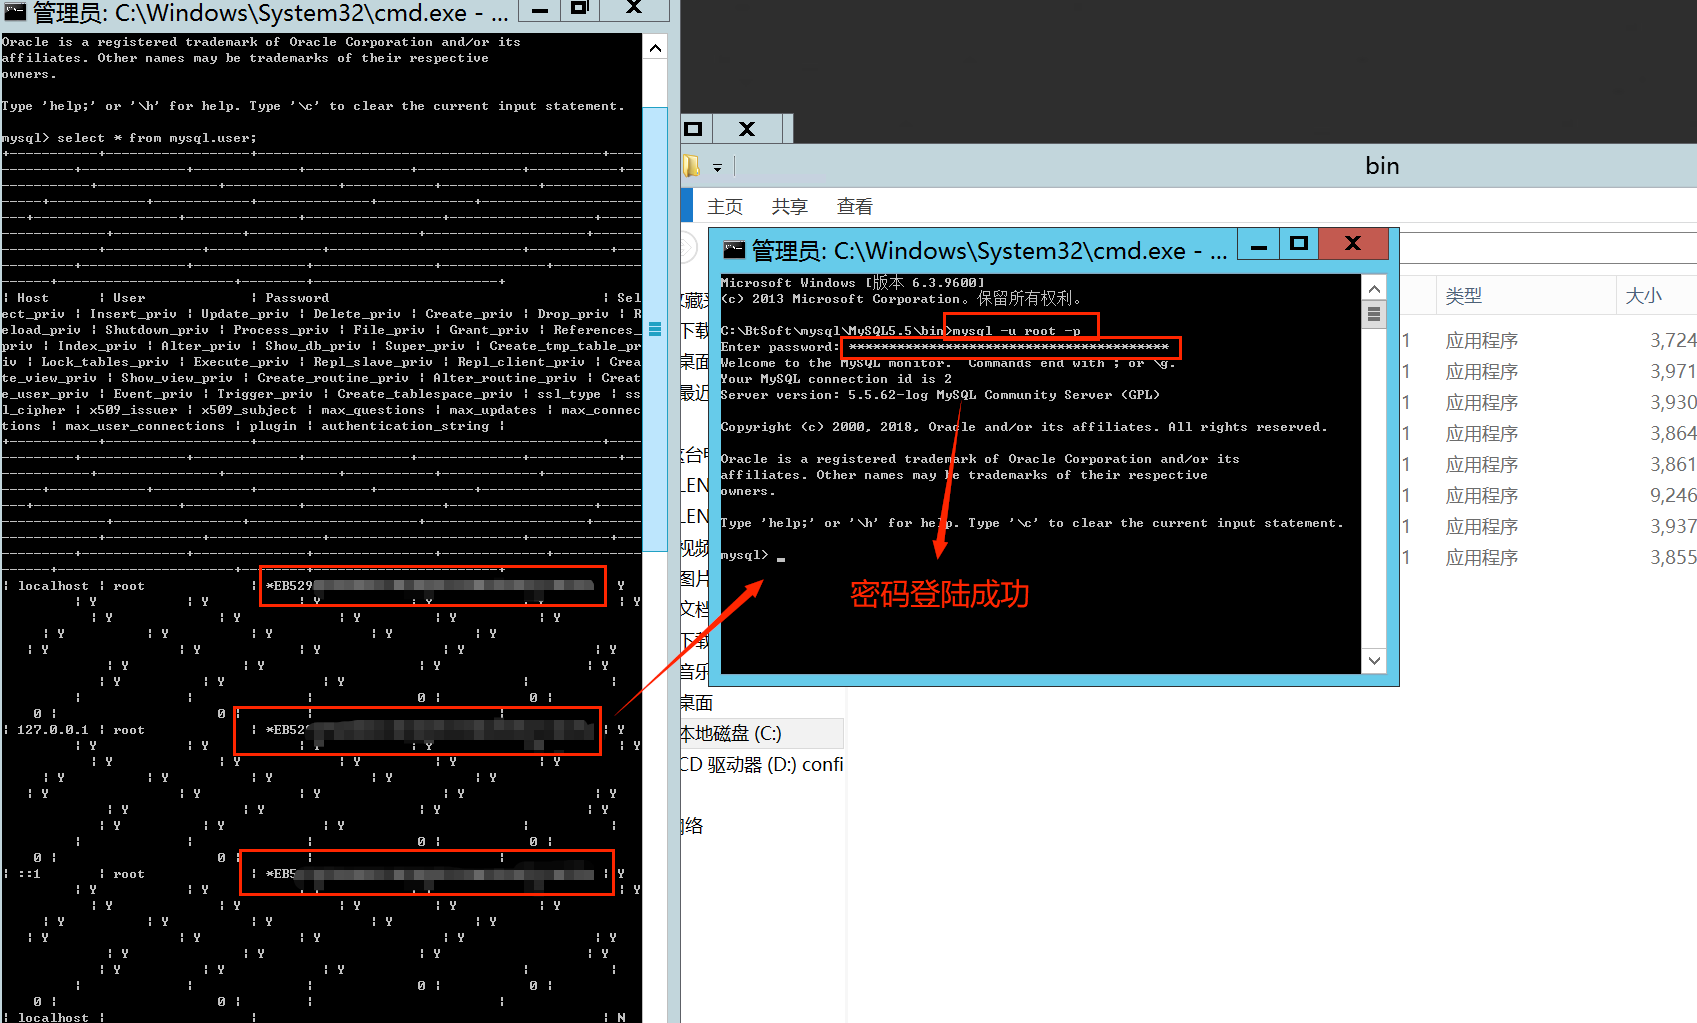 管理员: C:\Windows\System32\cmd.exe - ...
Oracle is a registered trademark of Oracle Corporation and/or its
affiliates. Other names may be trademarks of their respective
owners.
Type 'help;' or '\h' for help. Type '\c' to clear the current input statement.
mysql> select * from mysql.user;
| Host | User | Password | Sel
ect_priv | Insert_priv | Update_priv | Delete_priv | Create_priv | Drop_priv | R
eload_priv | Shutdown_priv | Process_priv | File_priv | Grant_priv | References_
priv | Index_priv | Alter_priv | Show_db_priv | Super_priv | Create_tmp_table_pr
iv | Lock_tables_priv | Execute_priv | Repl_slave_priv | Repl_client_priv | Crea
te_view_priv | Show_view_priv | Create_routine_priv | Alter_routine_priv | Creat
e_user_priv | Event_priv | Trigger_priv | Create_tablespace_priv | ssl_type | ss
l_cipher | x509_issuer | x509_subject | max_questions | max_updates | max_connec
tions | max_user_connections | plugin | authentication_string |
| localhost | root | *EB529 | Y
| Y | Y | Y | Y
| Y | Y | Y | Y
| Y | Y | Y | Y | Y
| Y | Y | Y | Y | Y
| Y | Y | Y | Y
| Y | Y | Y | |
| | | 0 | 0 |
0 | 0 | | |
| 127.0.0.1 | root | *EB52 | Y
| Y | Y | Y | Y
| Y | Y | Y | Y | Y
| Y | Y | Y | Y | Y
| Y | Y | Y | Y | Y
| Y | Y | Y | Y
| Y | Y | Y | |
| | | 0 | 0 |
0 | 0 | | |
| ::1 | root | *EB5 | Y
| Y | Y | Y | Y
| Y | Y | Y | Y | Y
| Y | Y | Y | Y | Y
| Y | Y | Y | Y | Y
| Y | Y | Y | Y
| Y | Y | Y | |
| | | 0 | 0 |
0 | 0 | | |
| localhost | | | N
bin
主页 共享 查看
管理员: C:\Windows\System32\cmd.exe - ...
Microsoft Windows [版本 6.3.9600]
(c) 2013 Microsoft Corporation。保留所有权利。
C:\BtSoft\mysql\MySQL5.5\bin>mysql -u root -p
Enter password: ****************************************
Welcome to the MySQL monitor. Commands end with ; or \g.
Your MySQL connection id is 2
Server version: 5.5.62-log MySQL Community Server (GPL)
Copyright (c) 2000, 2018, Oracle and/or its affiliates. All rights reserved.
Oracle is a registered trademark of Oracle Corporation and/or its
affiliates. Other names may be trademarks of their respective
owners.
Type 'help;' or '\h' for help. Type '\c' to clear the current input statement.
mysql>
密码登陆成功
类型 大小
1 应用程序 3,724
1 应用程序 3,971
1 应用程序 3,930
1 应用程序 3,864
1 应用程序 3,861
1 应用程序 9,246
1 应用程序 3,937
1 应用程序 3,855
下载
桌面
最近
LEN
LEN
视频
图片
文档
下载
音乐
桌面
本地磁盘 (C:)
CD 驱动器 (D:) confi
网络